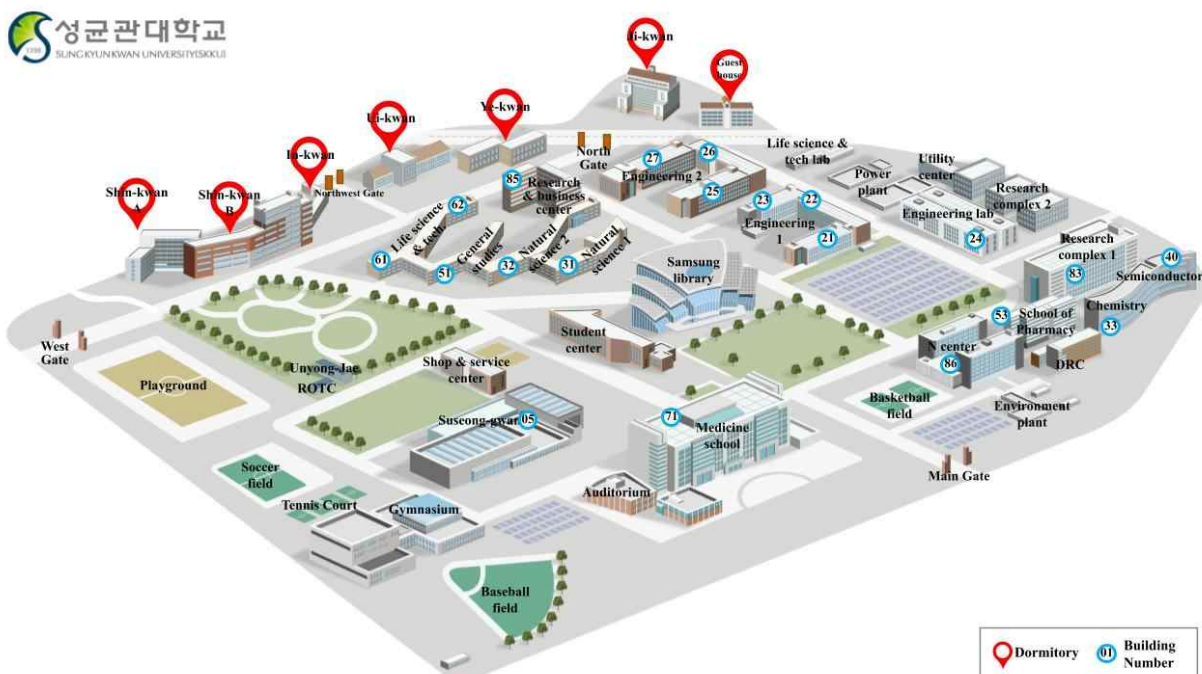 성균관대학교
1398
SUNGKYUNKWAN UNIVERSITY(SKKU)
Ji-kwan
Guest
house
Ye-kwan
Ui-kwan
In-kwan
Northwest Gate
Shin-kwan
A
Shin-kwan
B
North
Gate
85
Research
& business
center
27
26
Engineering 2
25
Life science &
tech lab
Power
plant
Utility
center
Research
complex 2
62
Life science
& tech.
61
General
studies
51
Natural
science 2
32
Natural
science 1
31
23
22
Engineering
1
21
Engineering lab
24
Samsung
library
Research
complex 1
83
40
Semiconductor
Chemistry
33
53
School of
Pharmacy
N center
86
DRC
West
Gate
Student
center
Unyong-Jae
ROTC
Shop & service
center
Playground
Basketball
field
Environment
plant
05
71
Medicine
school
Main Gate
Soccer
field
Tennis Court
Gymnasium
Auditorium
Baseball
field
Dormitory
01
Building
Number